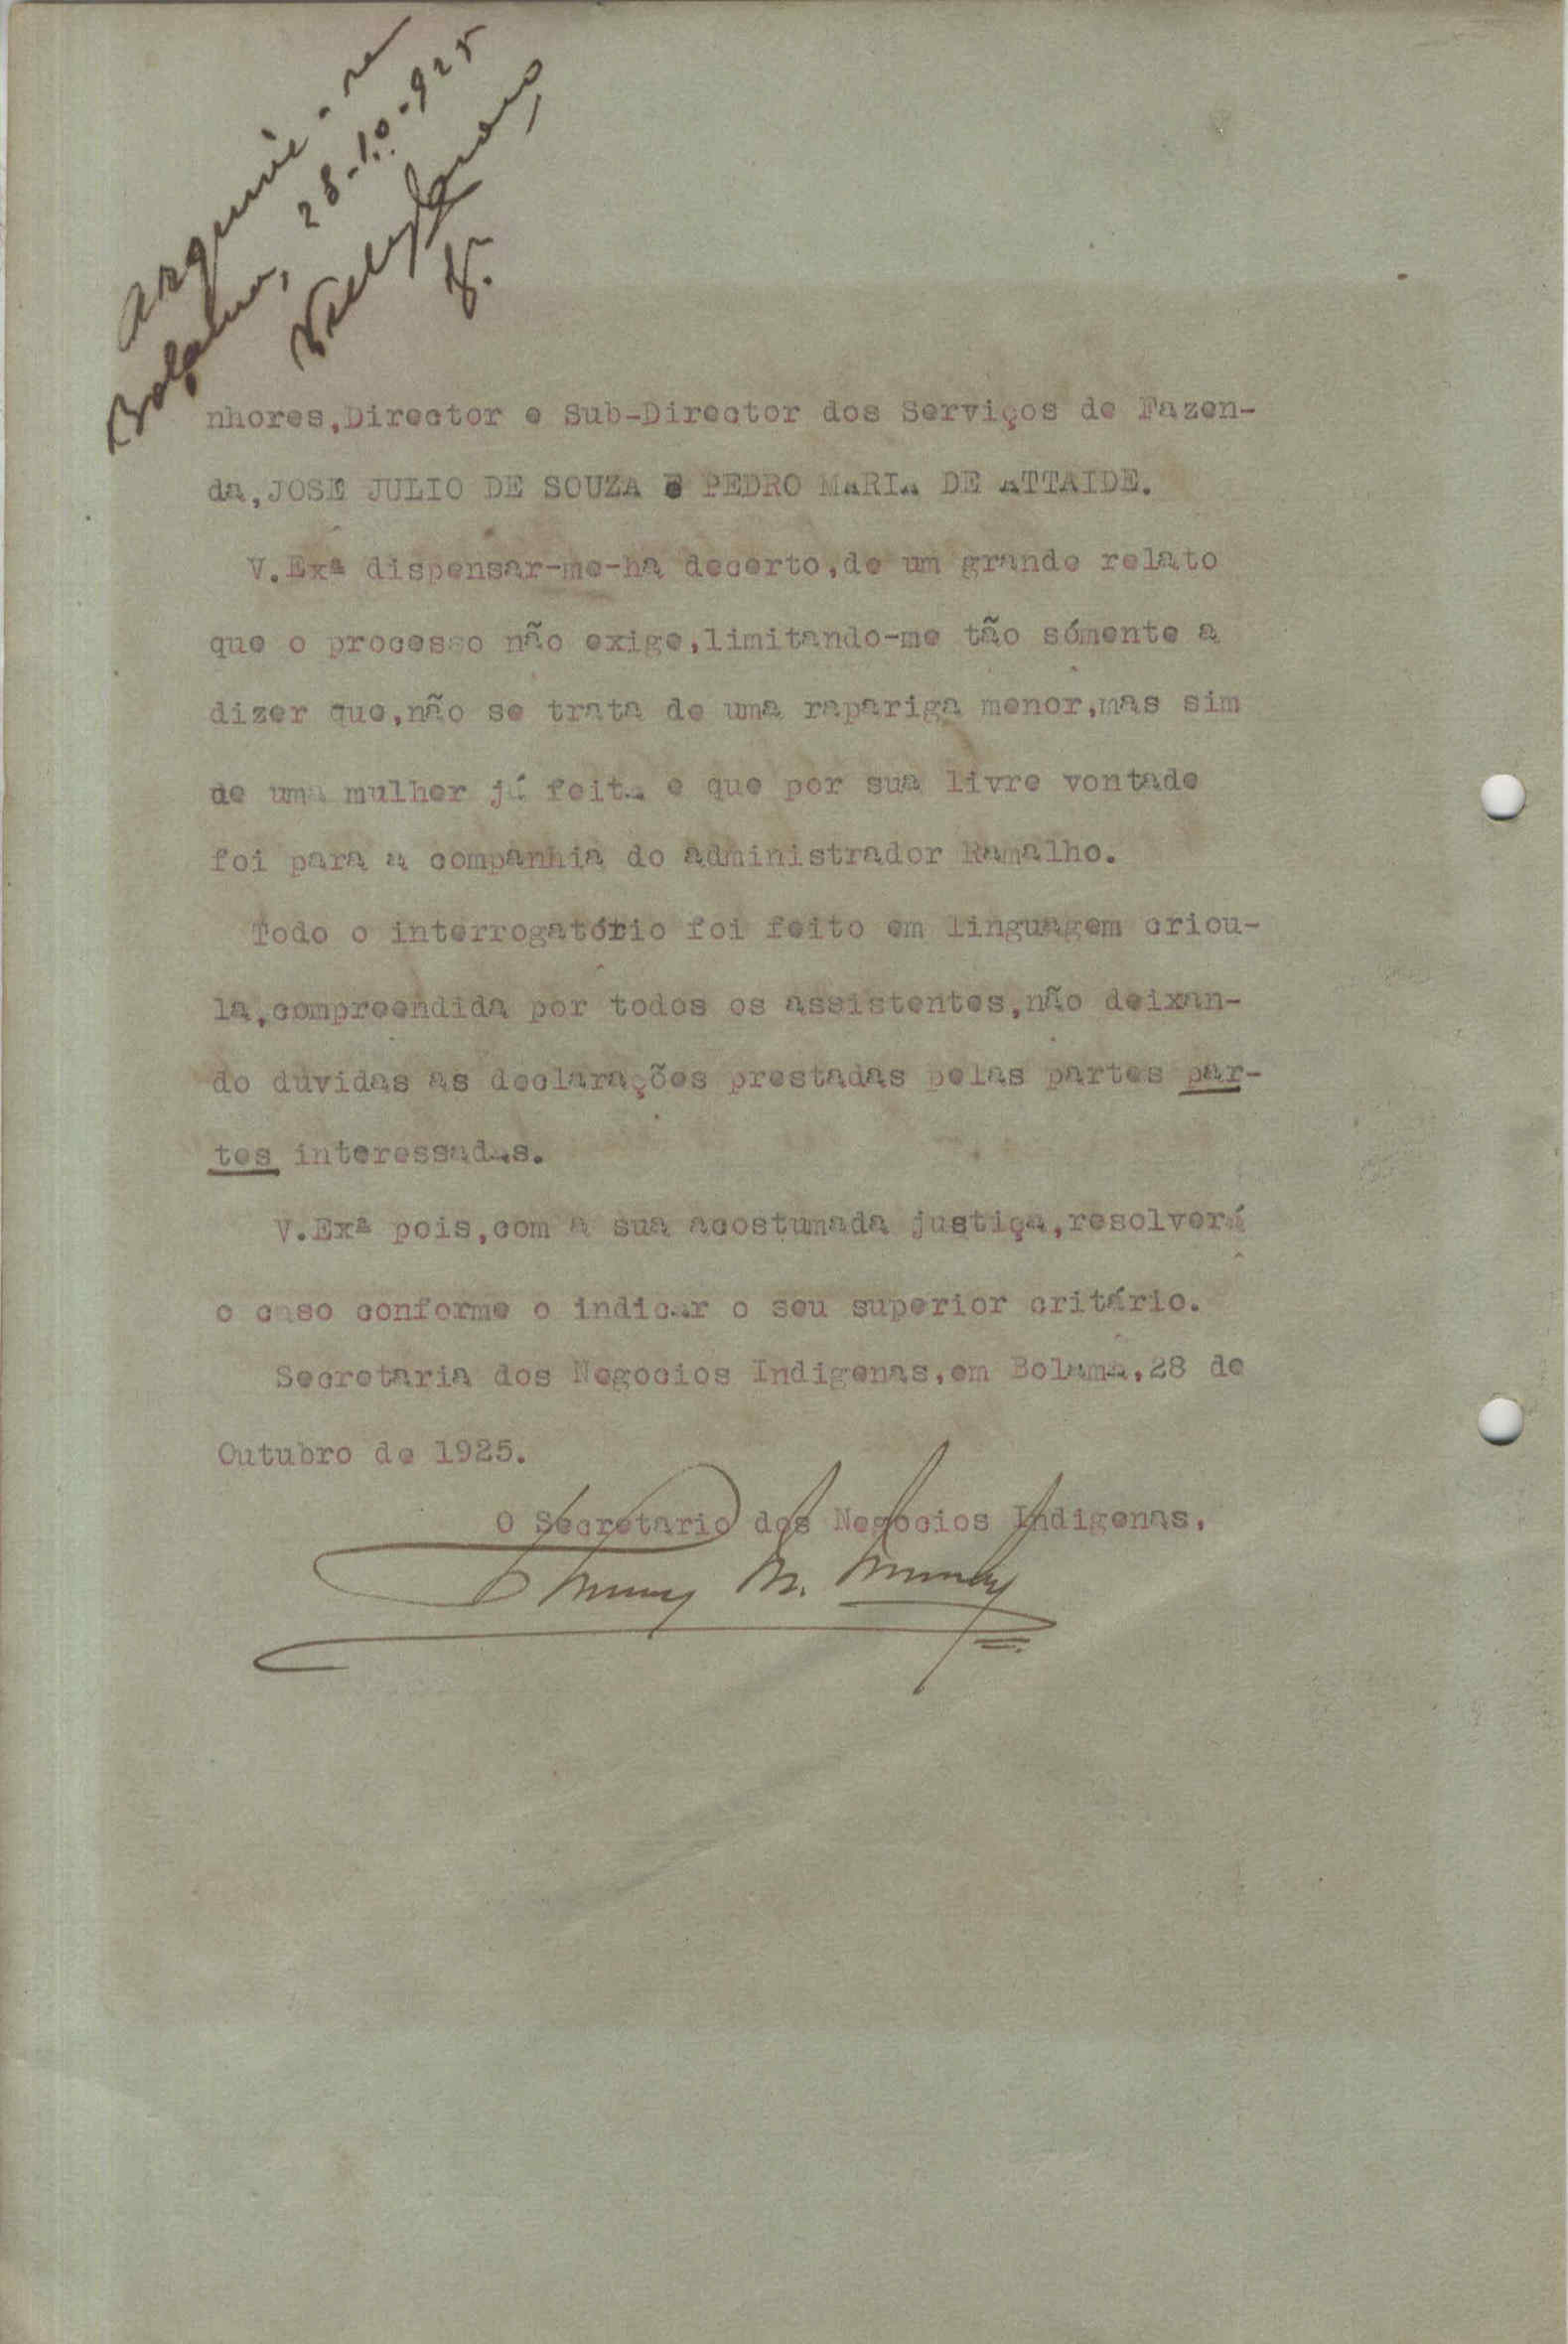 Arquive-se
Bolama, 28-10-925
nhores,Director e Sub-Director dos Serviços de Fazen-
da,JOSE JULIO DE SOUZA E PEDRO MARIA DE ATTAIDE.
V.Exª dispensar-me-ha decerto,de um grande relato
que o processo não exige,limitando-me tão sómente a
dizer que,não se trata de uma rapariga menor,mas sim
de uma mulher já feita e que por sua livre vontade
foi para a companhia do administrador Ramalho.
Todo o interrogatório foi feito em linguagem criou-
la,compreendida por todos os assistentes,não deixan-
do duvidas as declarações prestadas pelas partes par-
tes interessadas.
V.Exª pois,com a sua acostumada justiça,resolverá
o caso conforme o indicar o seu superior critário.
Secretaria dos Negocios Indigenas,em Bolama,28 de
Outubro de 1925.
O Secretario dos Negocios Indigenas,